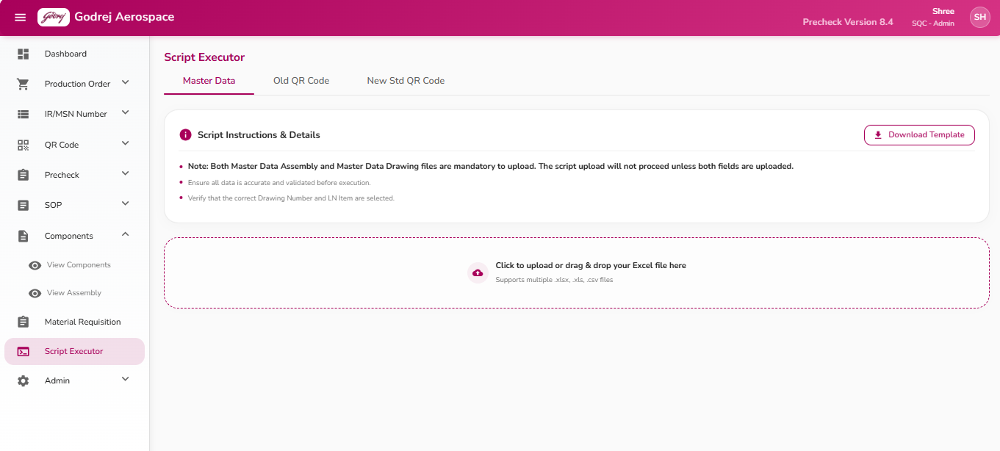 Godrej Godrej Aerospace
Precheck Version 8.4
Shree
SQC - Admin
SH
Dashboard
Production Order
IR/MSN Number
QR Code
Precheck
SOP
Components
View Components
View Assembly
Material Requisition
Script Executor
Admin
Script Executor
Master Data Old QR Code New Std QR Code
Script Instructions & Details
Download Template
• Note: Both Master Data Assembly and Master Data Drawing files are mandatory to upload. The script upload will not proceed unless both fields are uploaded.
• Ensure all data is accurate and validated before execution.
• Verify that the correct Drawing Number and LN Item are selected.
Click to upload or drag & drop your Excel file here
Supports multiple .xlsx, .xls, .csv files